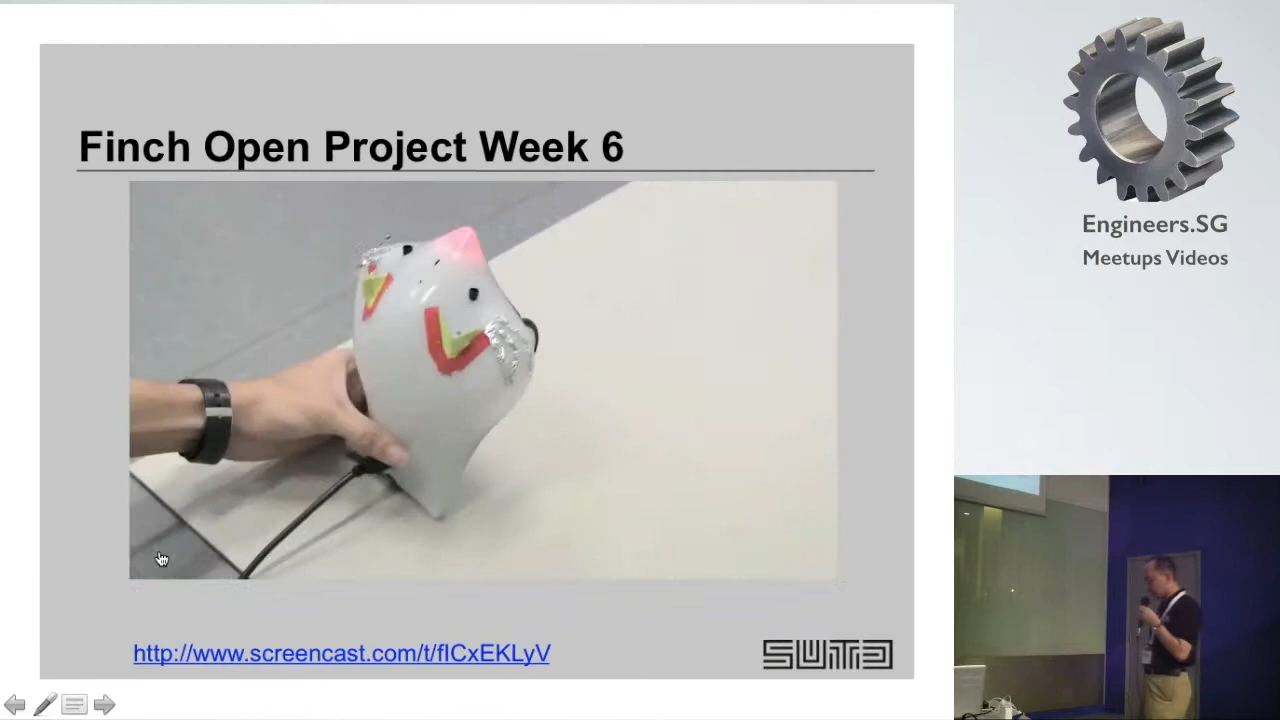 Finch Open Project Week 6
http://www.screencast.com/t/flCxEKLyV
SUTD
Engineers.SG
Meetups Videos